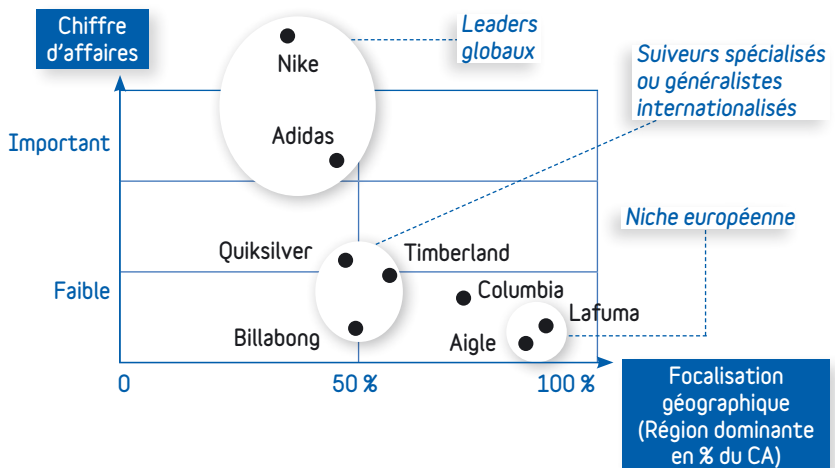 Chiffre
d'affaires
Leaders
globaux
Nike
Suiveurs spécialisés
ou généralistes
internationalisés
Important
Adidas
Niche européenne
Quiksilver
Timberland
Faible
Columbia
Lafuma
Billabong
Aigle
0
50 %
100 %
Focalisation
géographique
(Région dominante
en % du CA)